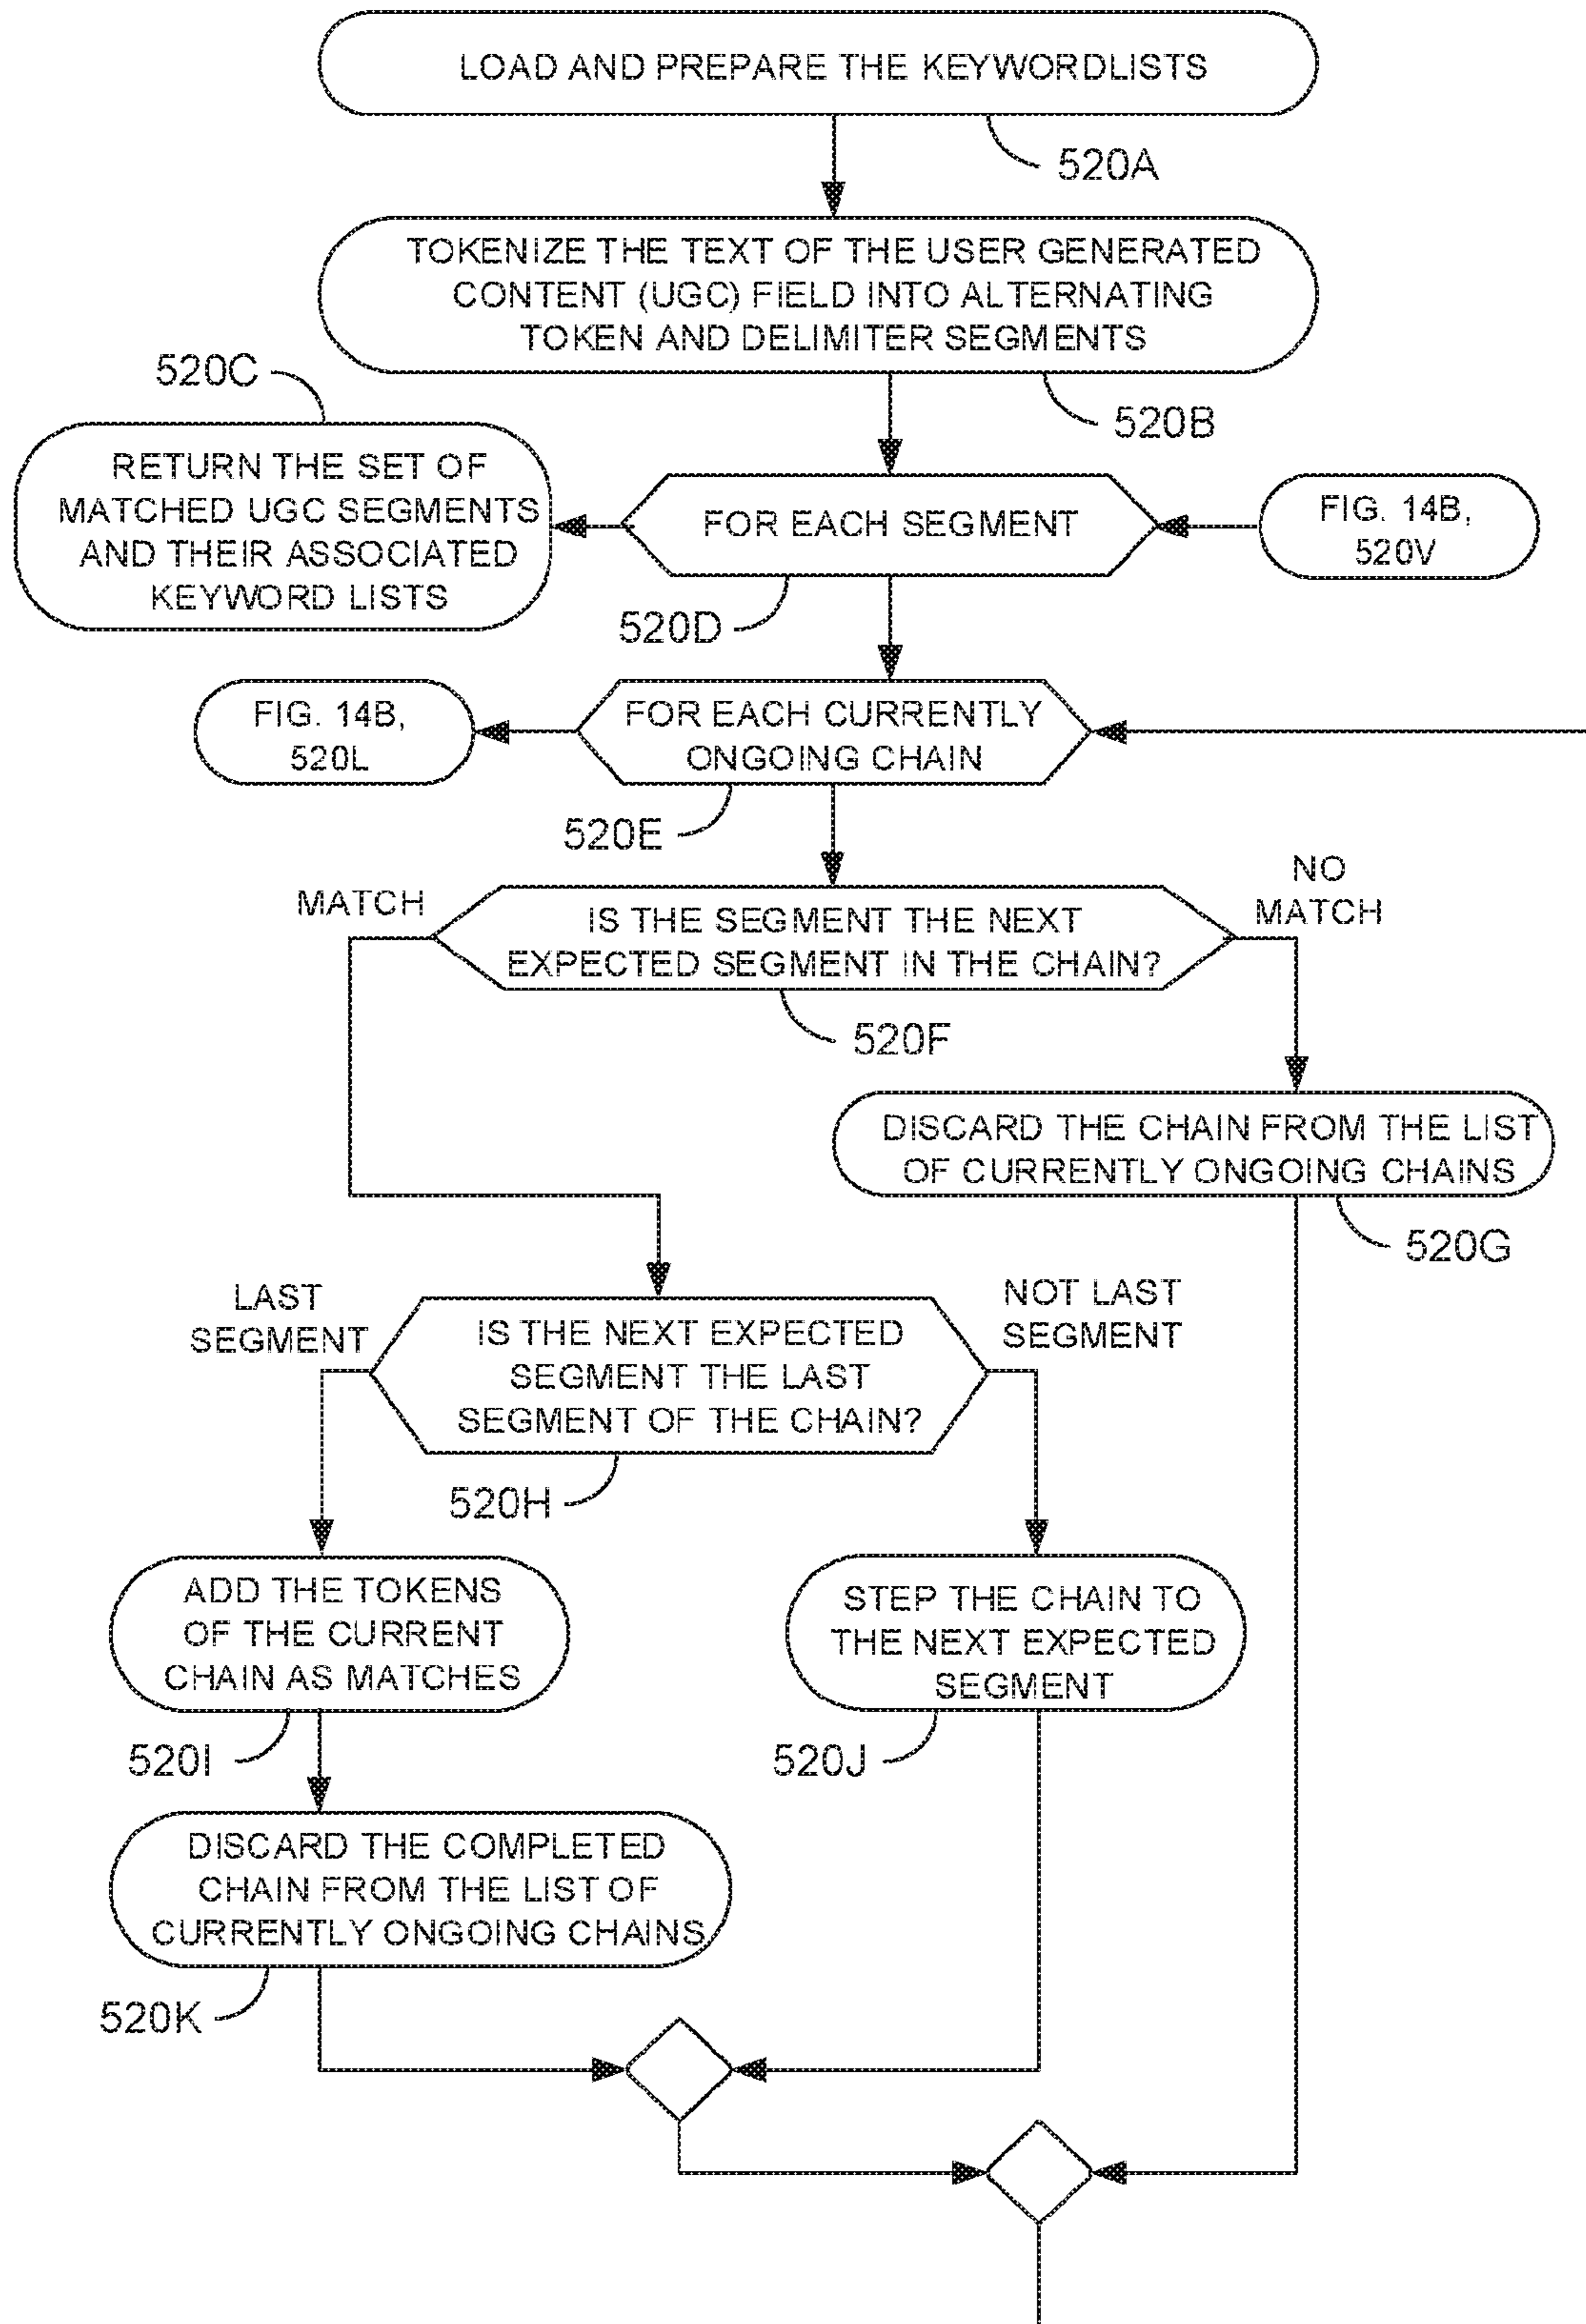 LOAD AND PREPARE THE KEYWORDLISTS
520A
TOKENIZE THE TEXT OF THE USER GENERATED
CONTENT (UGC) FIELD INTO ALTERNATING
TOKEN AND DELIMITER SEGMENTS
520B
520C
RETURN THE SET OF
MATCHED UGC SEGMENTS
AND THEIR ASSOCIATED
KEYWORD LISTS
FOR EACH SEGMENT
520D
FIG. 14B,
520V
FIG. 14B,
520L
FOR EACH CURRENTLY
ONGOING CHAIN
520E
MATCH
IS THE SEGMENT THE NEXT
EXPECTED SEGMENT IN THE CHAIN?
520F
NO
MATCH
DISCARD THE CHAIN FROM THE LIST
OF CURRENTLY ONGOING CHAINS
520G
LAST
SEGMENT
IS THE NEXT EXPECTED
SEGMENT THE LAST
SEGMENT OF THE CHAIN?
520H
NOT LAST
SEGMENT
ADD THE TOKENS
OF THE CURRENT
CHAIN AS MATCHES
520I
STEP THE CHAIN TO
THE NEXT EXPECTED
SEGMENT
520J
DISCARD THE COMPLETED
CHAIN FROM THE LIST OF
CURRENTLY ONGOING CHAINS
520K